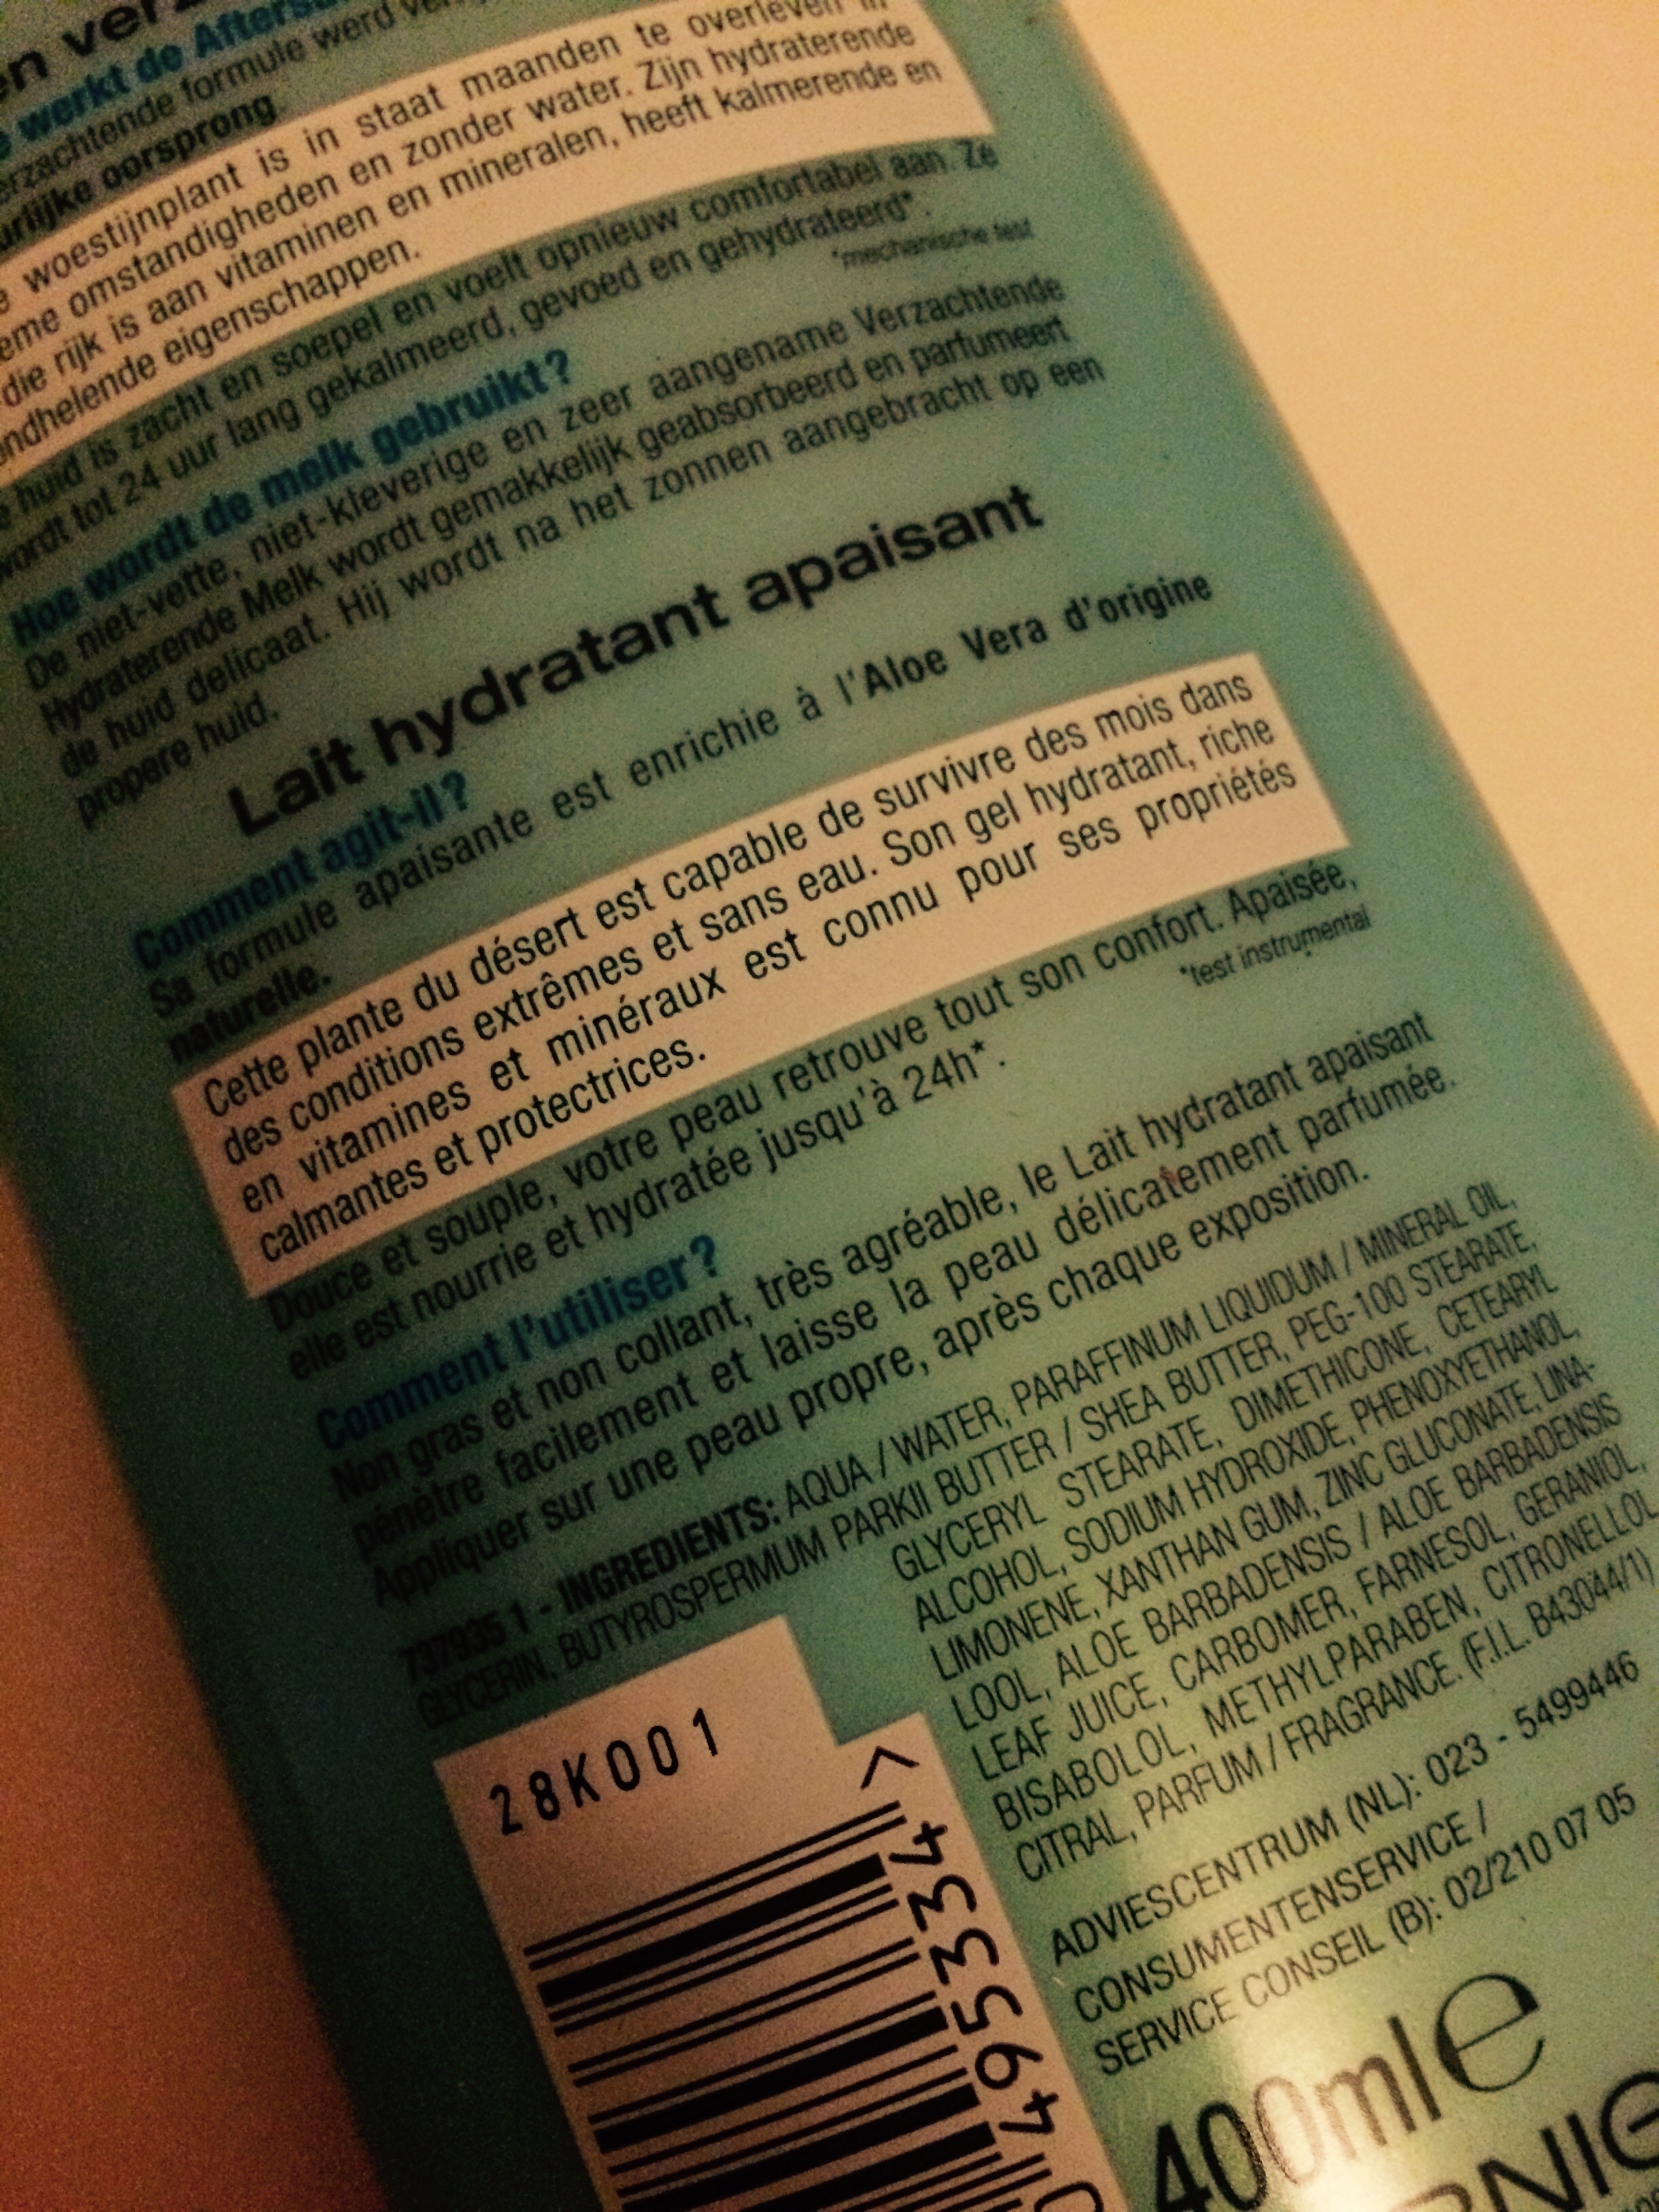 en verz
e werkt de Afters
erzachtende formule werd ver
urlijke oorsprong.
e woestijnplant is in staat maanden te overleven in
eme omstandigheden en zonder water. Zijn hydraterende
die rijk is aan vitaminen en mineralen, heeft kalmerende en
ndhelende eigenschappen.
e huid is zacht en soepel en voelt opnieuw comfortabel aan. Ze
wordt tot 24 uur lang gekalmeerd, gevoed en gehydrateerd*.
*mechanische test
Hoe wordt de melk gebruikt?
De niet-vette, niet-kleverige en zeer aangename Verzachtende
Hydraterende Melk wordt gemakkelijk geabsorbeerd en parfumeert
de huid delicaat. Hij wordt na het zonnen aangebracht op een
propere huid.
Lait hydratant apaisant
Comment agit-il?
Sa formule apaisante est enrichie à l'Aloe Vera d'origine
naturelle.
Cette plante du désert est capable de survivre des mois dans
des conditions extrêmes et sans eau. Son gel hydratant, riche
en vitamines et minéraux est connu pour ses propriétés
calmantes et protectrices.
Douce et souple, votre peau retrouve tout son confort. Apaisée,
elle est nourrie et hydratée jusqu'à 24h*.
*test instrumental
Comment l'utiliser?
Non gras et non collant, très agréable, le Lait hydratant apaisant
pénètre facilement et laisse la peau délicatement parfumée.
Appliquer sur une peau propre, après chaque exposition.
737935 1 - INGREDIENTS: AQUA / WATER, PARAFFINUM LIQUIDUM / MINERAL OIL,
GLYCERIN, BUTYROSPERMUM PARKII BUTTER / SHEA BUTTER, PEG-100 STEARATE,
GLYCERYL STEARATE, DIMETHICONE, CETEARYL
ALCOHOL, SODIUM HYDROXIDE, PHENOXYETHANOL,
LIMONENE, XANTHAN GUM, ZINC GLUCONATE, LINA-
LOOL, ALOE BARBADENSIS / ALOE BARBADENSIS
LEAF JUICE, CARBOMER, FARNESOL, GERANIOL,
BISABOLOL, METHYLPARABEN, CITRONELLOL
CITRAL, PARFUM / FRAGRANCE. (F.I.L. B43044/1)
28K001
ADVIESCENTRUM (NL): 023 - 5499446
CONSUMENTENSERVICE /
SERVICE CONSEIL (B): 02/210 07 05
0495334 >
400ml e
RNIE